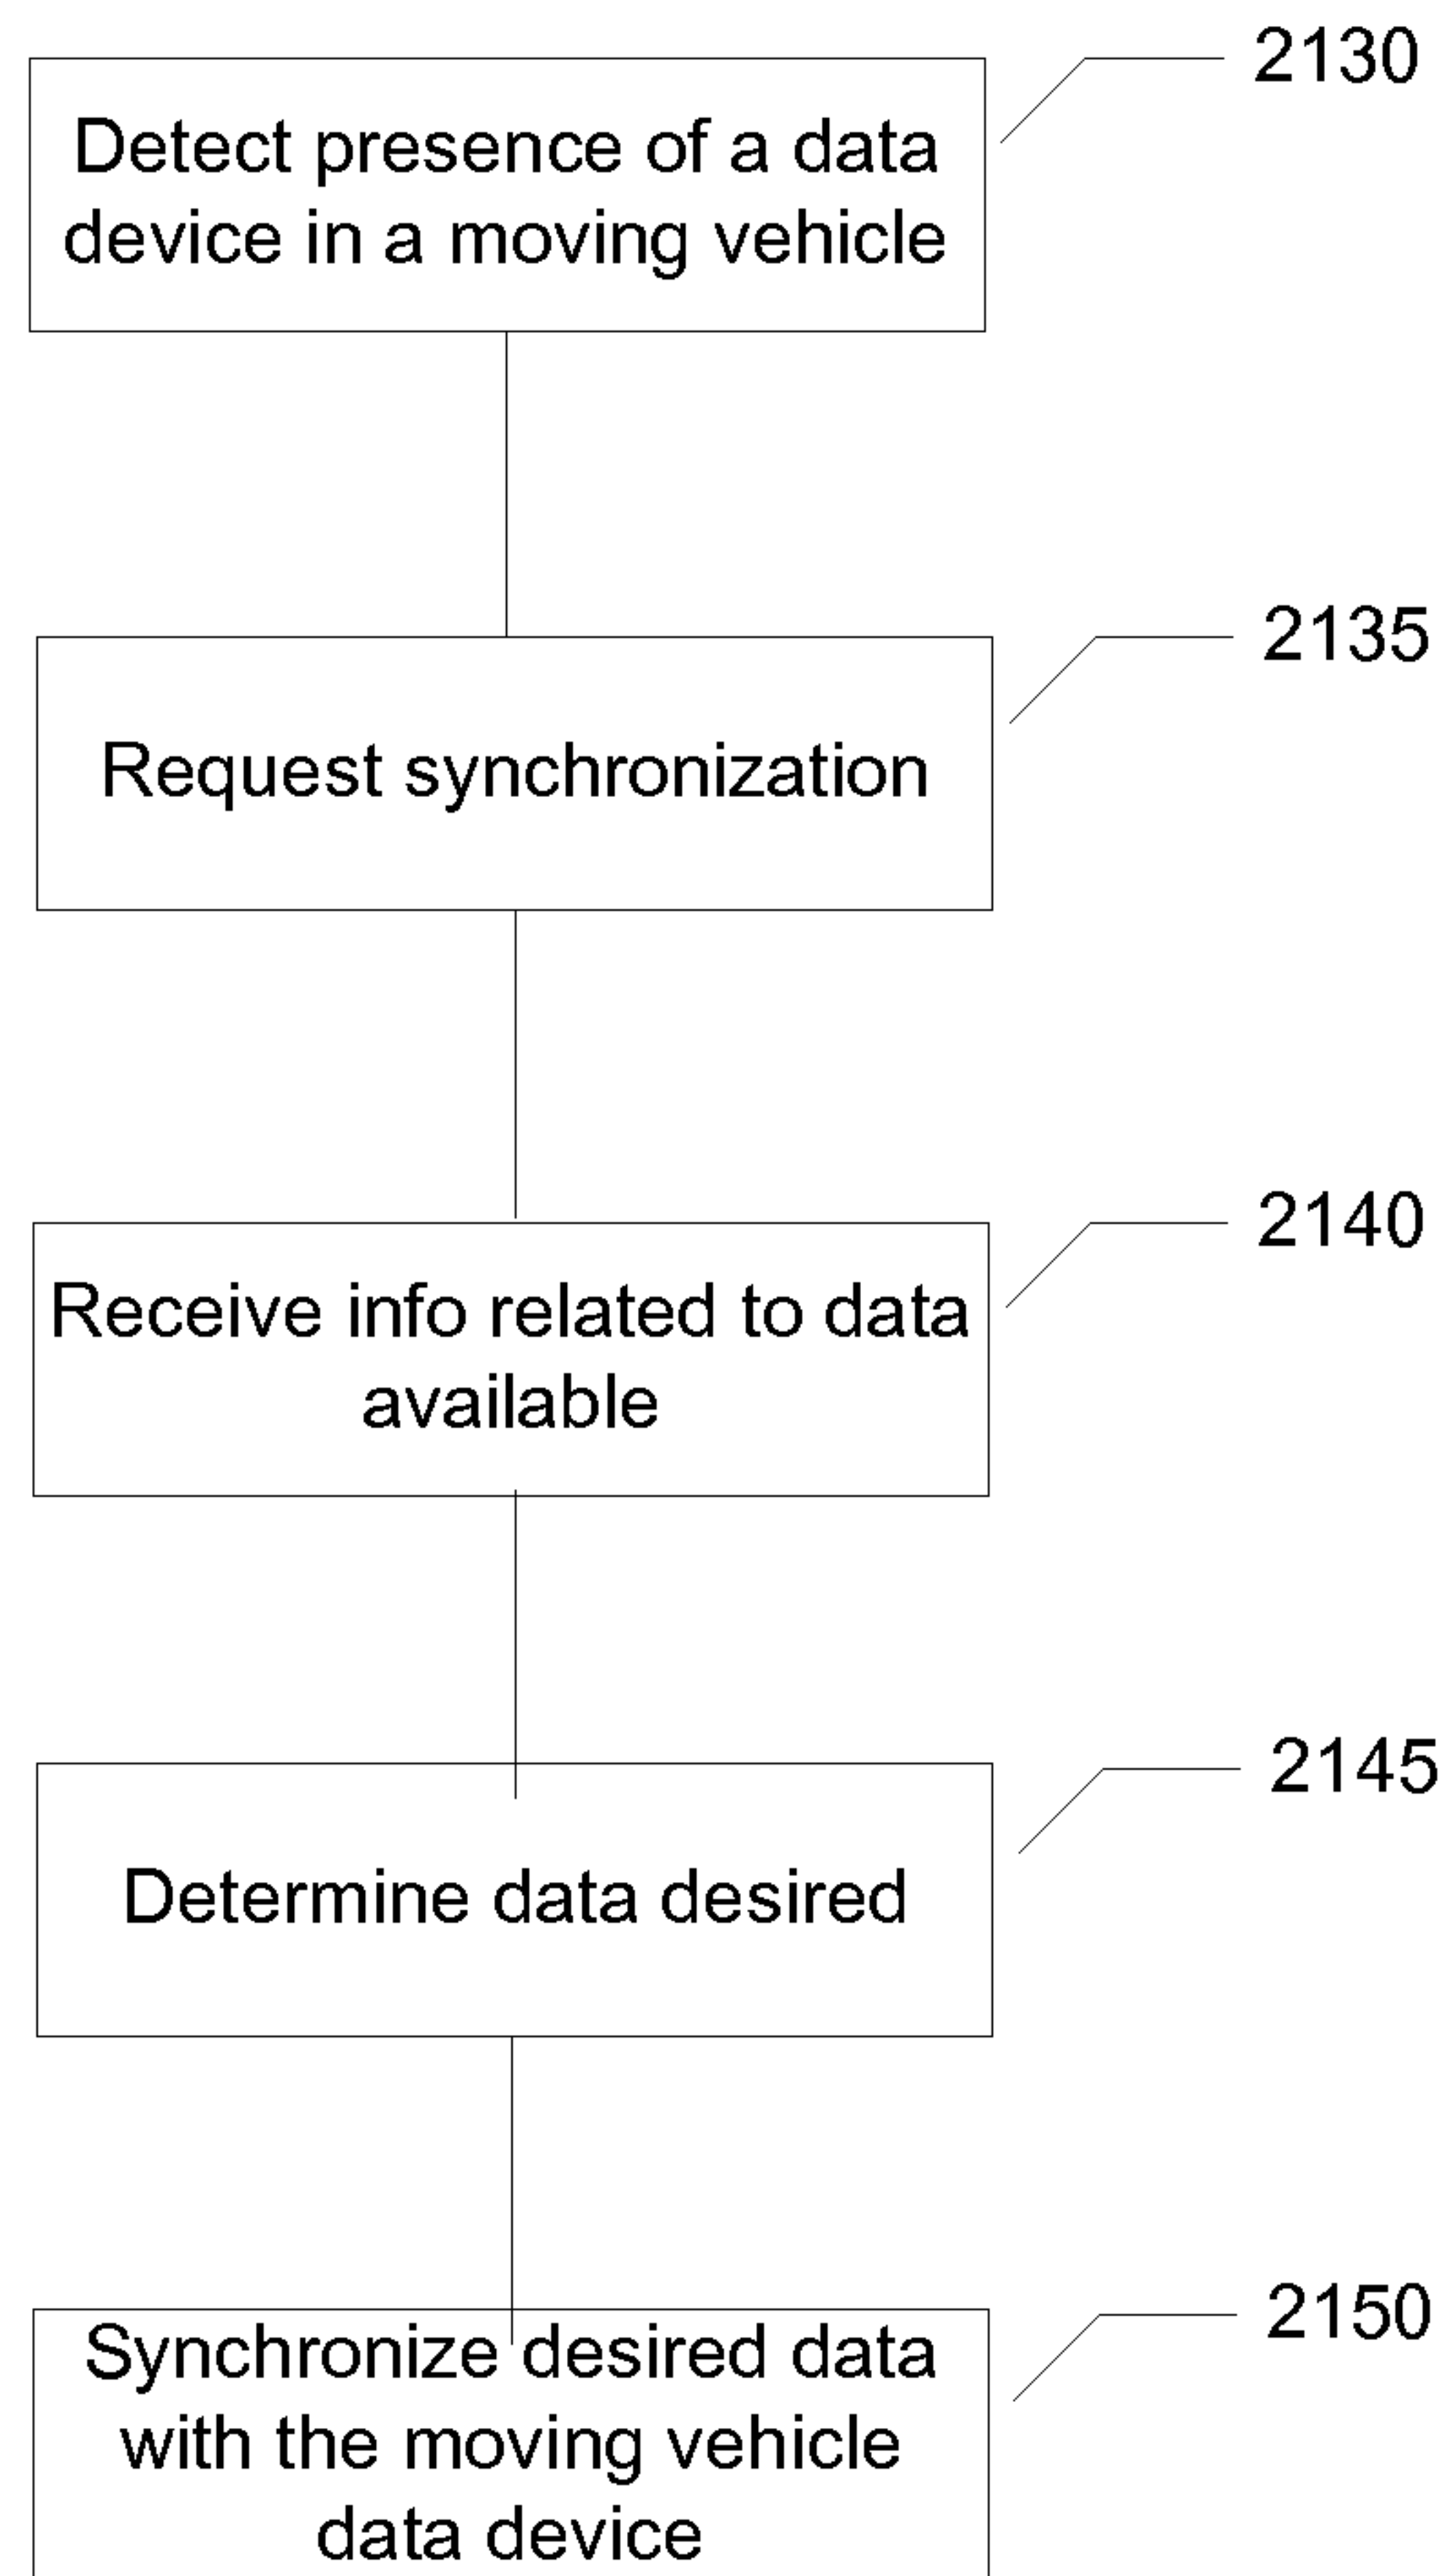 2130
Detect presence of a data
device in a moving vehicle
2135
Request synchronization
2140
Receive info related to data
available
2145
Determine data desired
2150
Synchronize desired data
with the moving vehicle
data device